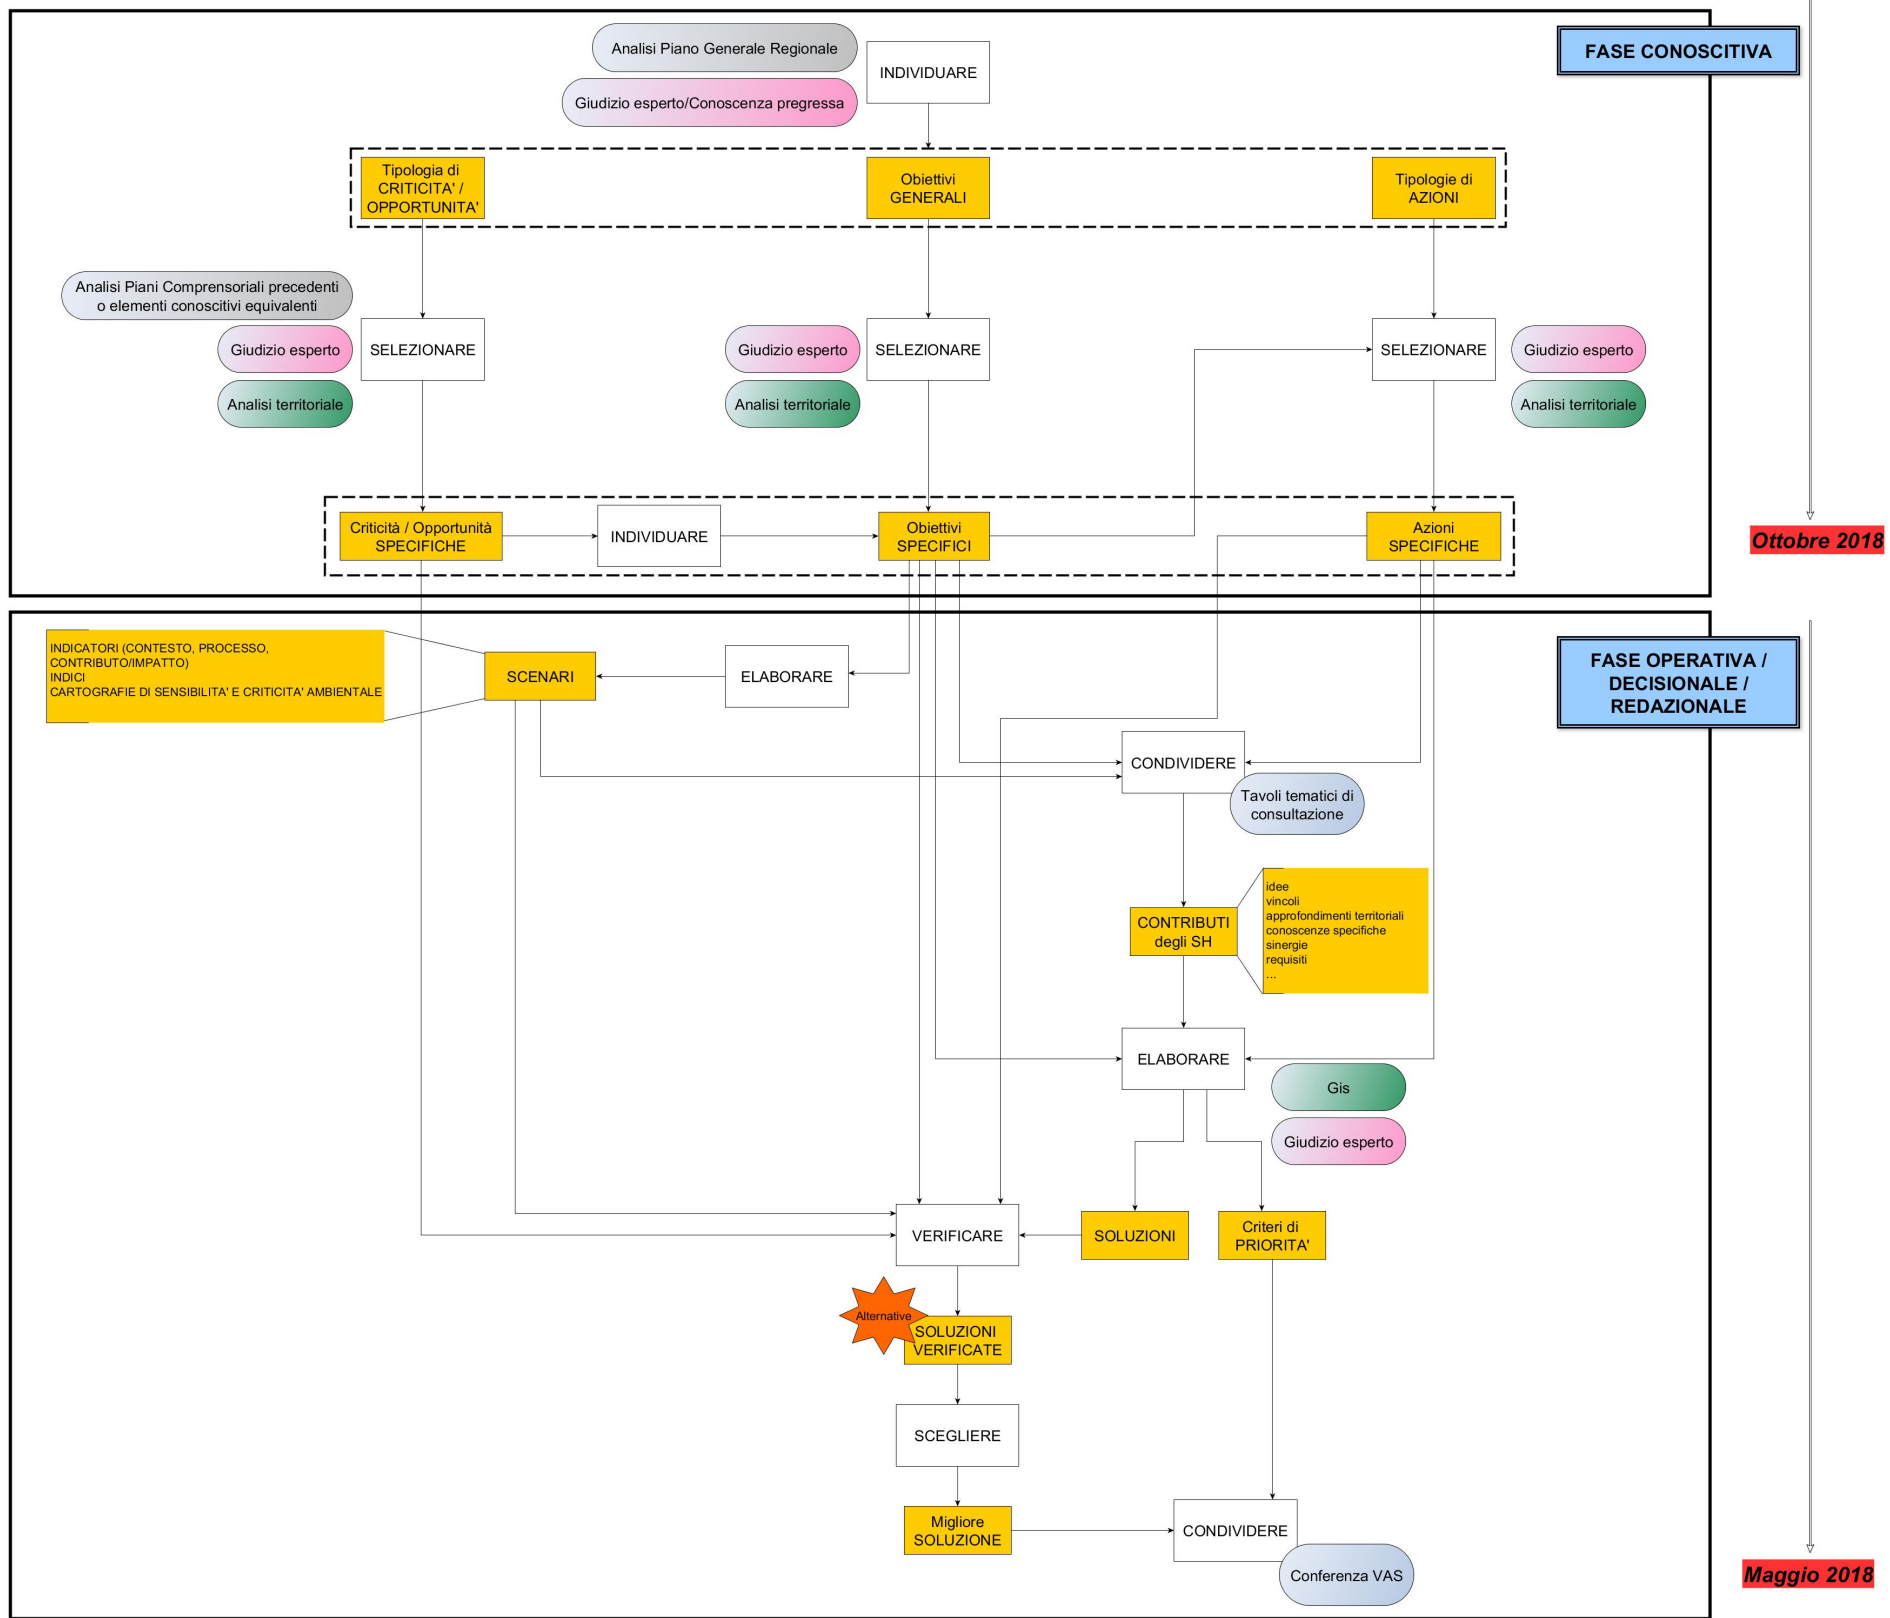 Analisi Piano Generale Regionale
FASE CONOSCITIVA
INDIVIDUARE
Giudizio esperto/Conoscenza pregressa
Tipologia di
CRITICITA' /
OPPORTUNITA'
Obiettivi
GENERALI
Tipologie di
AZIONI
Analisi Piani Comprensoriali precedenti
o elementi conoscitivi equivalenti
Giudizio esperto
SELEZIONARE
Analisi territoriale
Giudizio esperto
SELEZIONARE
Analisi territoriale
SELEZIONARE
Giudizio esperto
Analisi territoriale
Criticità / Opportunità
SPECIFICHE
INDIVIDUARE
Obiettivi
SPECIFICI
Azioni
SPECIFICHE
Ottobre 2018
INDICATORI (CONTESTO, PROCESSO,
CONTRIBUTO/IMPATTO)
INDICI
CARTOGRAFIE DI SENSIBILITA' E CRITICITA' AMBIENTALE
SCENARI
ELABORARE
FASE OPERATIVA /
DECISIONALE /
REDAZIONALE
CONDIVIDERE
Tavoli tematici di
consultazione
CONTRIBUTI
degli SH
idee
vincoli
approfondimenti territoriali
conoscenze specifiche
sinergie
requisiti
...
ELABORARE
Gis
Giudizio esperto
VERIFICARE
SOLUZIONI
Criteri di
PRIORITA'
Alternative
SOLUZIONI
VERIFICATE
SCEGLIERE
Migliore
SOLUZIONE
CONDIVIDERE
Conferenza VAS
Maggio 2018